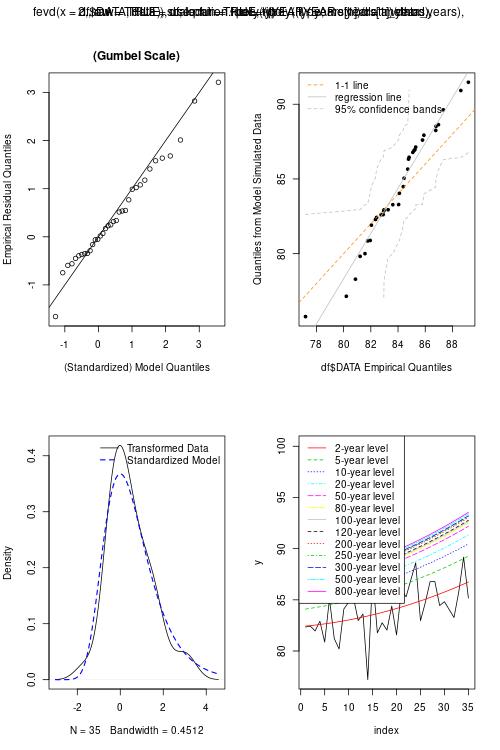 fevd(x =
(Gumbel Scale)
Empirical Residual Quantiles
3
2
1
0
-1
-1 0 1 2 3
(Standardized) Model Quantiles
1-1 line
regression line
95% confidence bands
Quantiles from Model Simulated Data
90
85
80
78 80 82 84 86 88
df$DATA Empirical Quantiles
Transformed Data
Standardized Model
Density
0.4
0.3
0.2
0.1
0.0
-2 0 2 4
N = 35 Bandwidth = 0.4512
2-year level
5-year level
10-year level
20-year level
50-year level
80-year level
100-year level
120-year level
200-year level
250-year level
300-year level
500-year level
800-year level
y
100
95
90
85
80
0 5 10 15 20 25 30 35
index